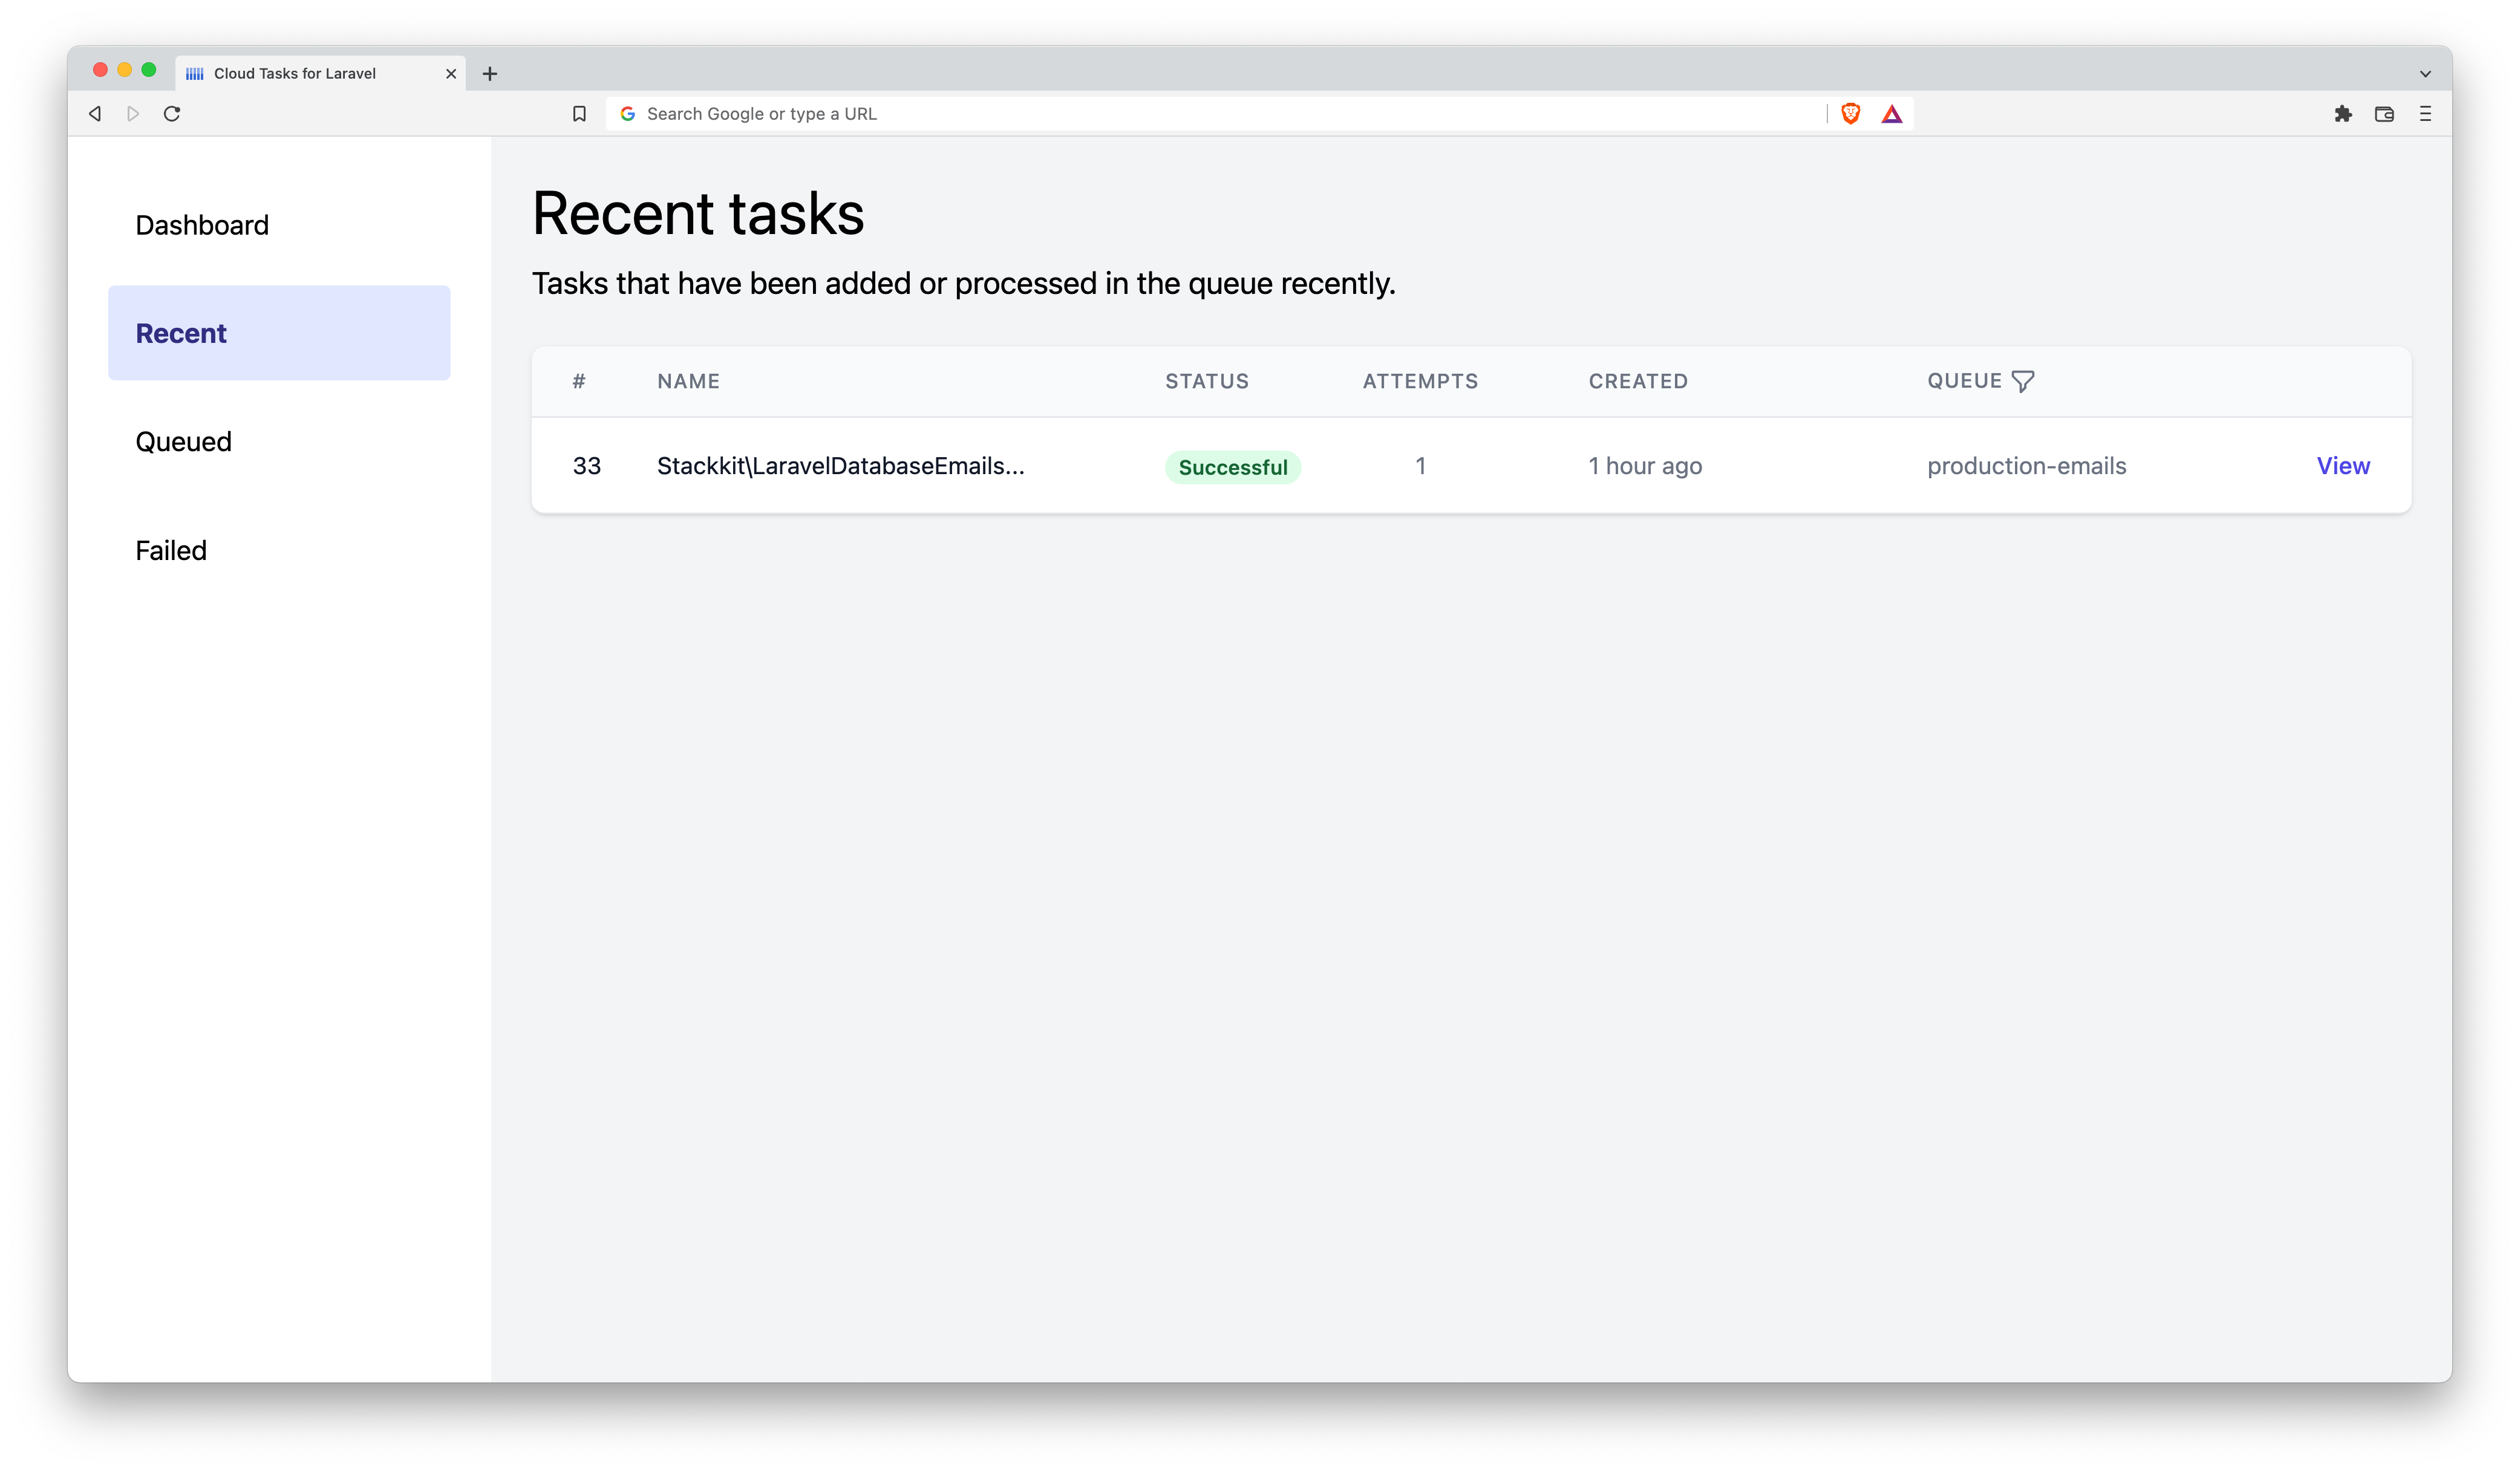 Cloud Tasks for Laravel
Search Google or type a URL
Dashboard
Recent
Queued
Failed
Recent tasks
Tasks that have been added or processed in the queue recently.
# NAME STATUS ATTEMPTS CREATED QUEUE
33 Stackkit\LaravelDatabaseEmails... Successful 1 1 hour ago production-emails View